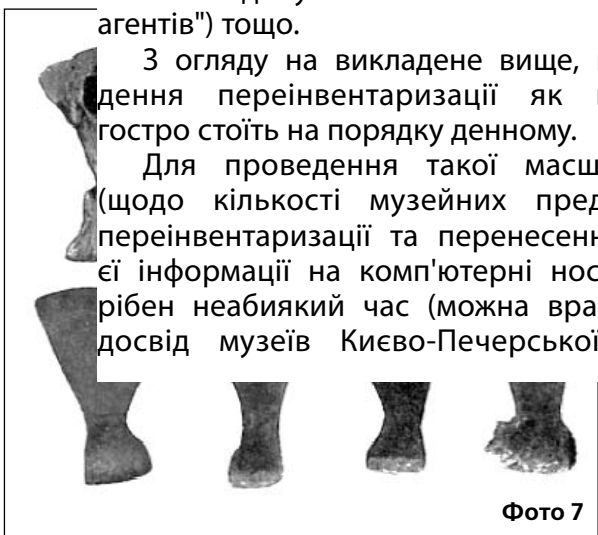 агентів") тощо.
З огляду на викладене вище,
дення переінвентаризації як
гостро стоїть на порядку денному.
Для проведення такої масш
(щодо кількості музейних пред
переінвентаризації та перенесенн
єї інформації на комп'ютерні нос
рібен неабиякий час (можна вра
досвід музеїв Києво-Печерської
Фото 7